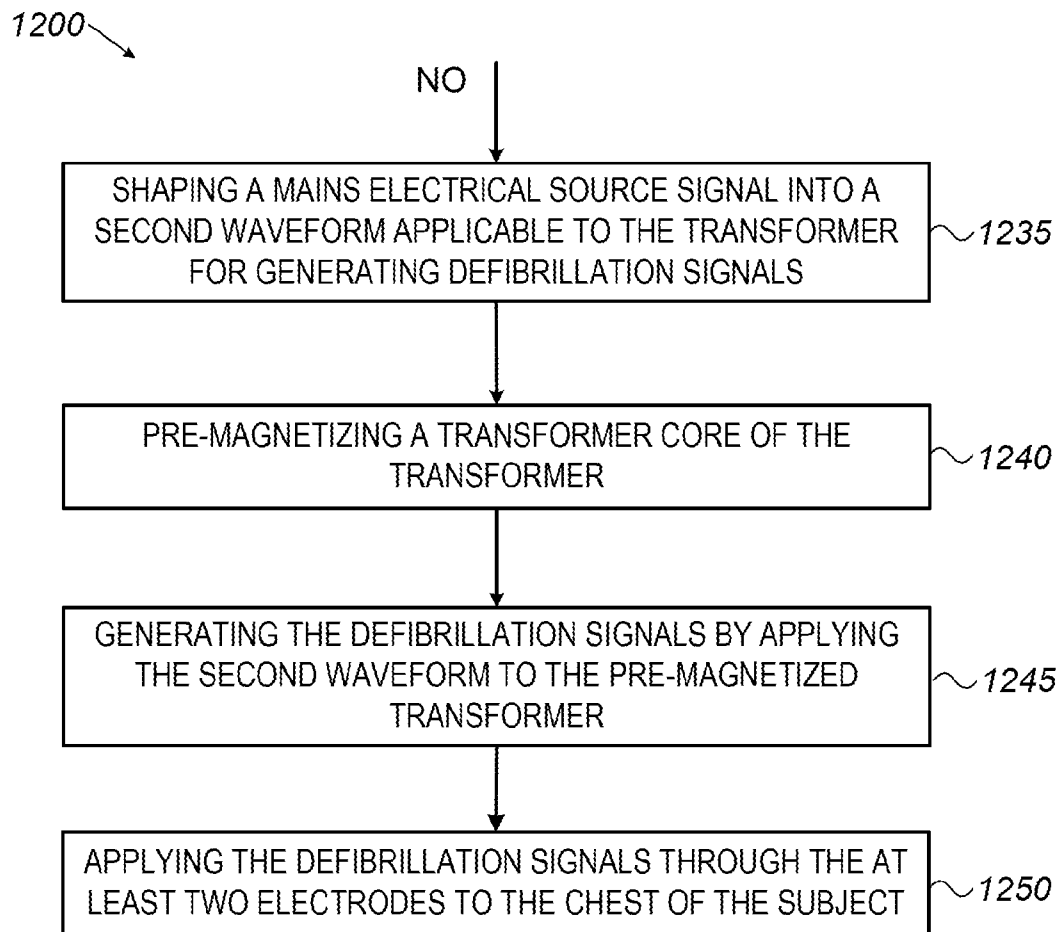 1200
NO
SHAPING A MAINS ELECTRICAL SOURCE SIGNAL INTO A
SECOND WAVEFORM APPLICABLE TO THE TRANSFORMER
FOR GENERATING DEFIBRILLATION SIGNALS
1235
PRE-MAGNETIZING A TRANSFORMER CORE OF THE
TRANSFORMER
1240
GENERATING THE DEFIBRILLATION SIGNALS BY APPLYING
THE SECOND WAVEFORM TO THE PRE-MAGNETIZED
TRANSFORMER
1245
APPLYING THE DEFIBRILLATION SIGNALS THROUGH THE AT
LEAST TWO ELECTRODES TO THE CHEST OF THE SUBJECT
1250